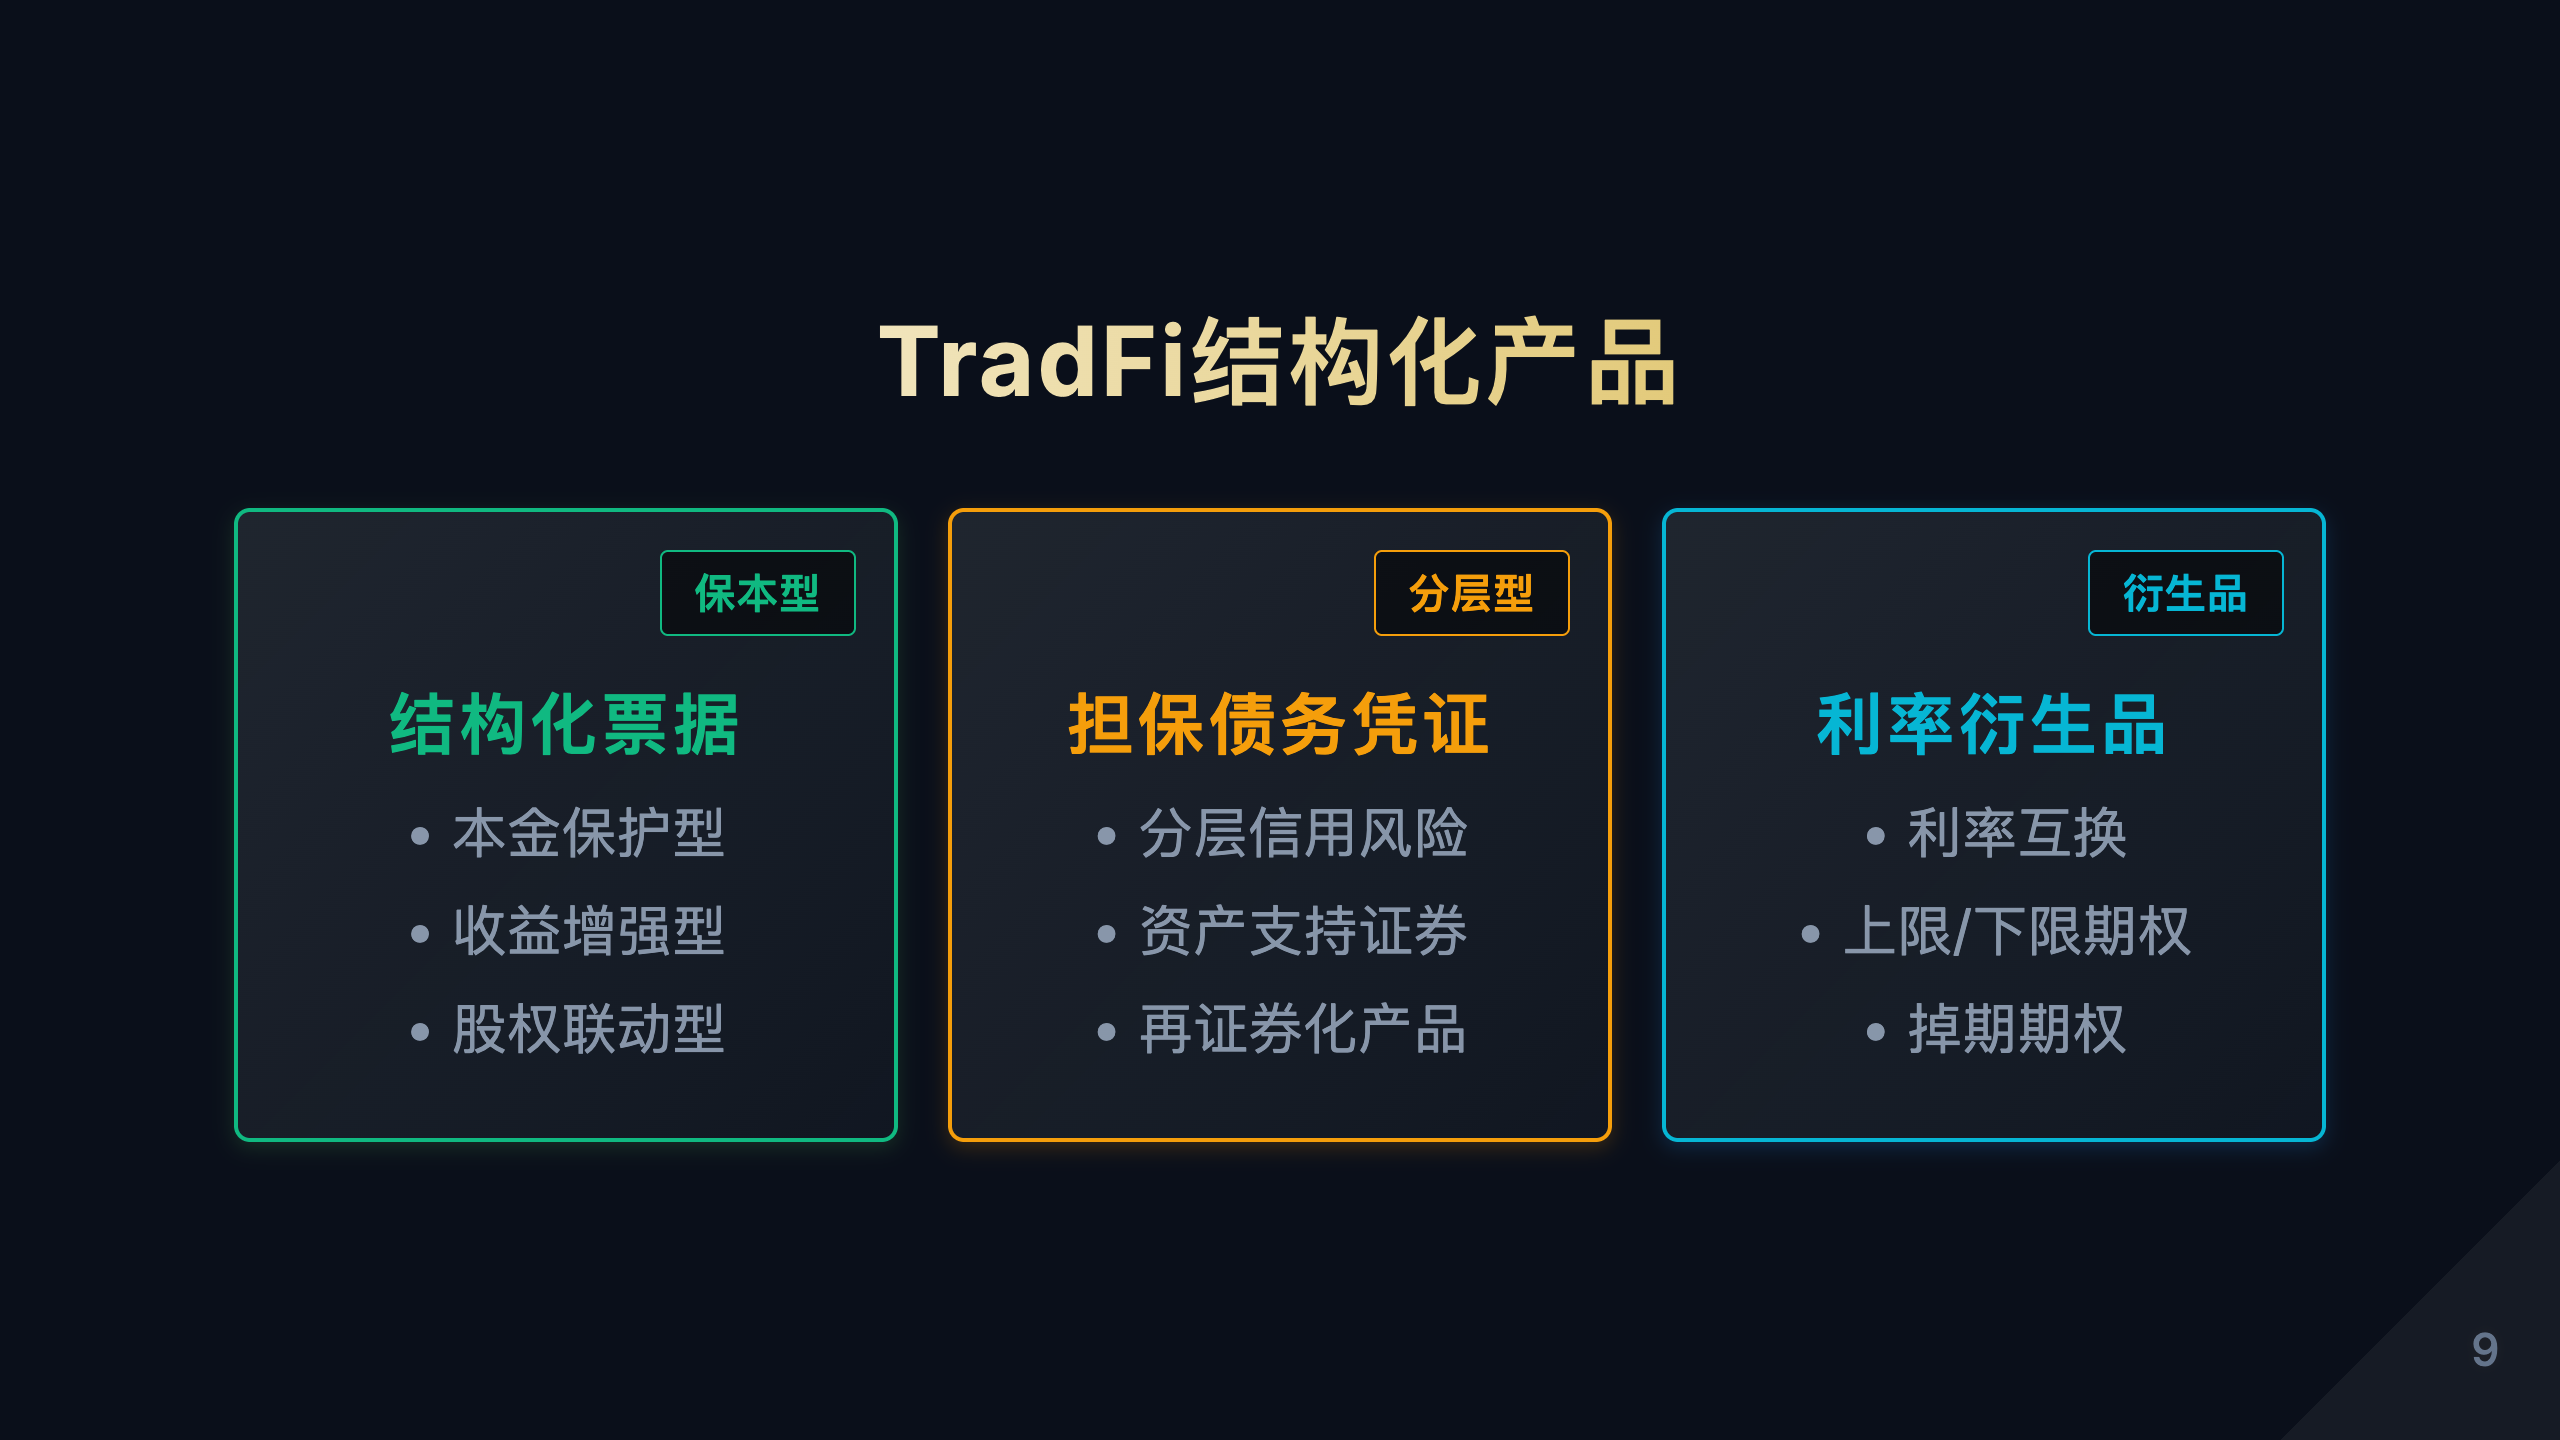 TradFi结构化产品
保本型
结构化票据
• 本金保护型
• 收益增强型
• 股权联动型
分层型
担保债务凭证
• 分层信用风险
• 资产支持证券
• 再证券化产品
衍生品
利率衍生品
• 利率互换
• 上限/下限期权
• 掉期期权
9